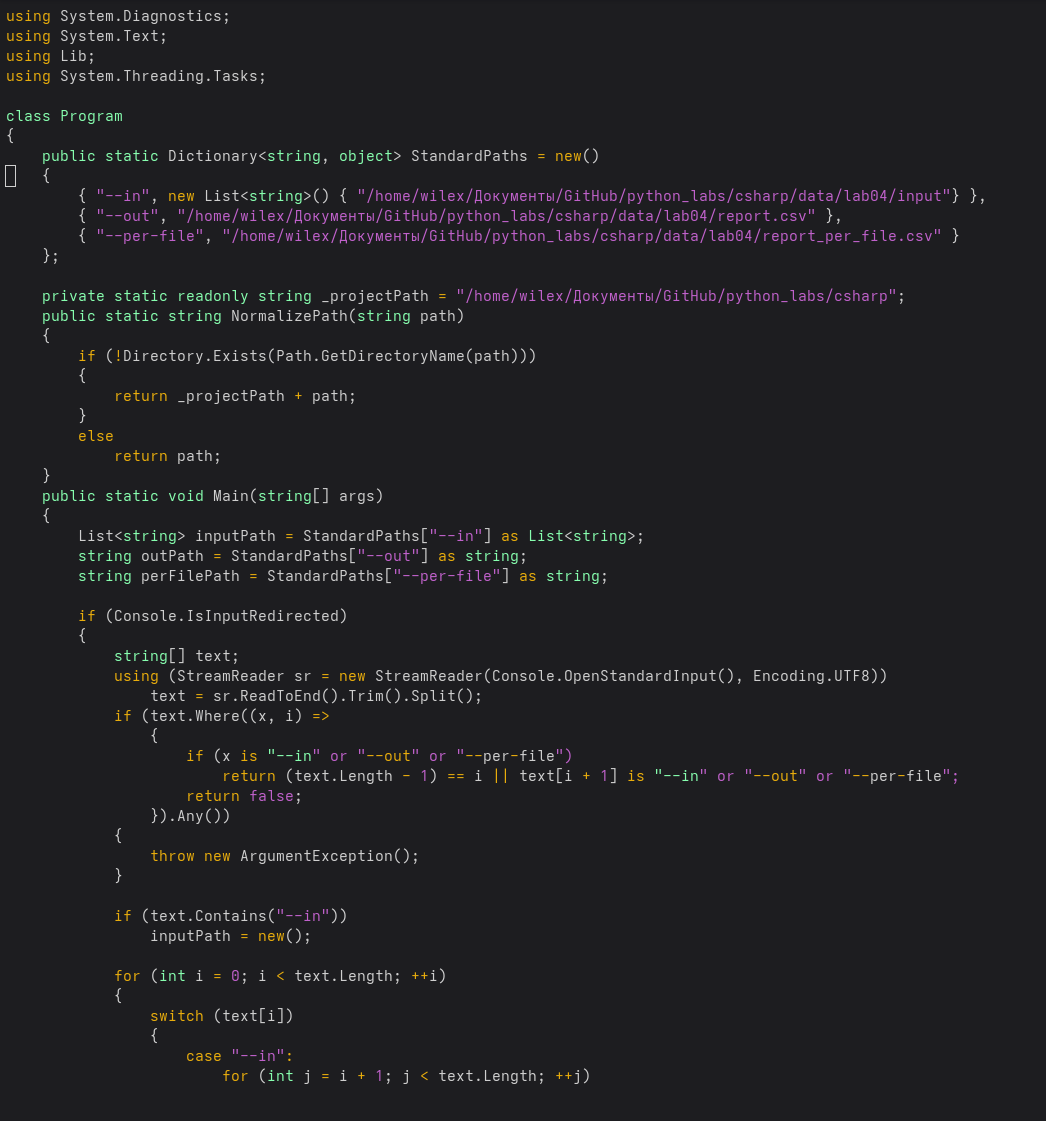 using System.Diagnostics;
using System.Text;
using Lib;
using System.Threading.Tasks;

class Program
{
    public static Dictionary<string, object> StandardPaths = new()
    {
        { "--in", new List<string>() { "/home/wilex/Документы/GitHub/python_labs/csharp/data/lab04/input"} },
        { "--out", "/home/wilex/Документы/GitHub/python_labs/csharp/data/lab04/report.csv" },
        { "--per-file", "/home/wilex/Документы/GitHub/python_labs/csharp/data/lab04/report_per_file.csv" }
    };

    private static readonly string _projectPath = "/home/wilex/Документы/GitHub/python_labs/csharp";
    public static string NormalizePath(string path)
    {
        if (!Directory.Exists(Path.GetDirectoryName(path)))
        {
            return _projectPath + path;
        }
        else
            return path;
    }
    public static void Main(string[] args)
    {
        List<string> inputPath = StandardPaths["--in"] as List<string>;
        string outPath = StandardPaths["--out"] as string;
        string perFilePath = StandardPaths["--per-file"] as string;

        if (Console.IsInputRedirected)
        {
            string[] text;
            using (StreamReader sr = new StreamReader(Console.OpenStandardInput(), Encoding.UTF8))
                text = sr.ReadToEnd().Trim().Split();
            if (text.Where((x, i) =>
                {
                    if (x is "--in" or "--out" or "--per-file")
                        return (text.Length - 1) == i || text[i + 1] is "--in" or "--out" or "--per-file";
                    return false;
                }).Any())
            {
                throw new ArgumentException();
            }

            if (text.Contains("--in"))
                inputPath = new();

            for (int i = 0; i < text.Length; ++i)
            {
                switch (text[i])
                {
                    case "--in":
                        for (int j = i + 1; j < text.Length; ++j)